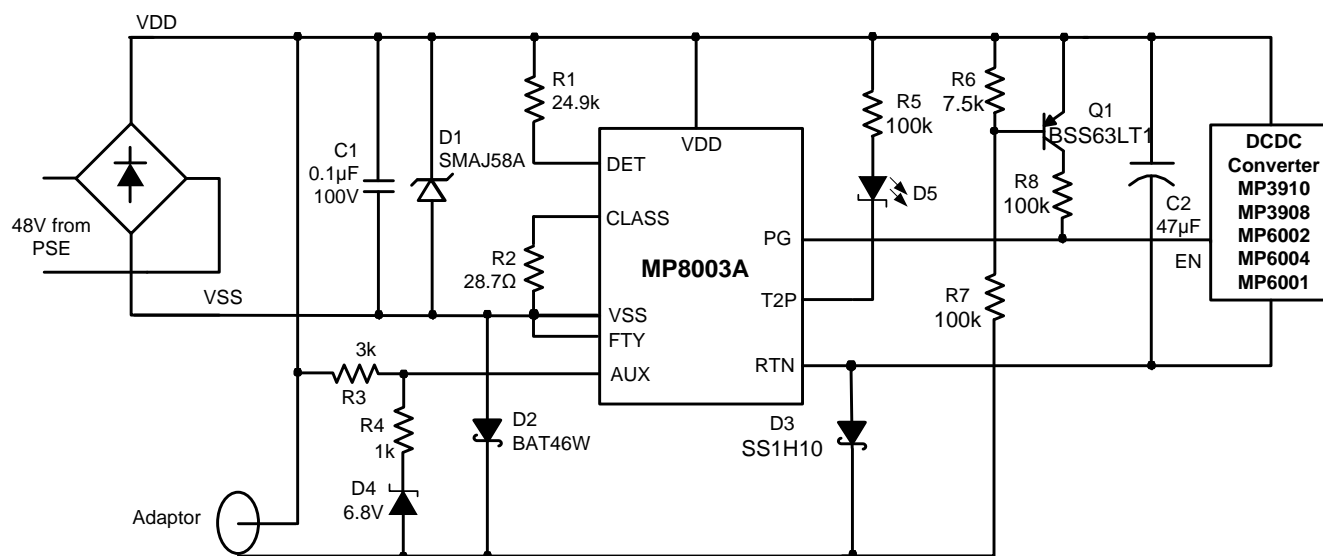 VDD
48V from
PSE
VSS
C1
0.1µF
100V
D1
SMAJ58A
R1
24.9k
R2
28.7Ω
3k
R3
R4
1k
D4
6.8V
Adaptor
D2
BAT46W
VDD
DET
CLASS
MP8003A
PG
T2P
VSS
FTY
AUX
RTN
D3
SS1H10
R5
100k
D5
R6
7.5k
Q1
BSS63LT1
R8
100k
R7
100k
C2
47µF
EN
DCDC
Converter
MP3910
MP3908
MP6002
MP6004
MP6001